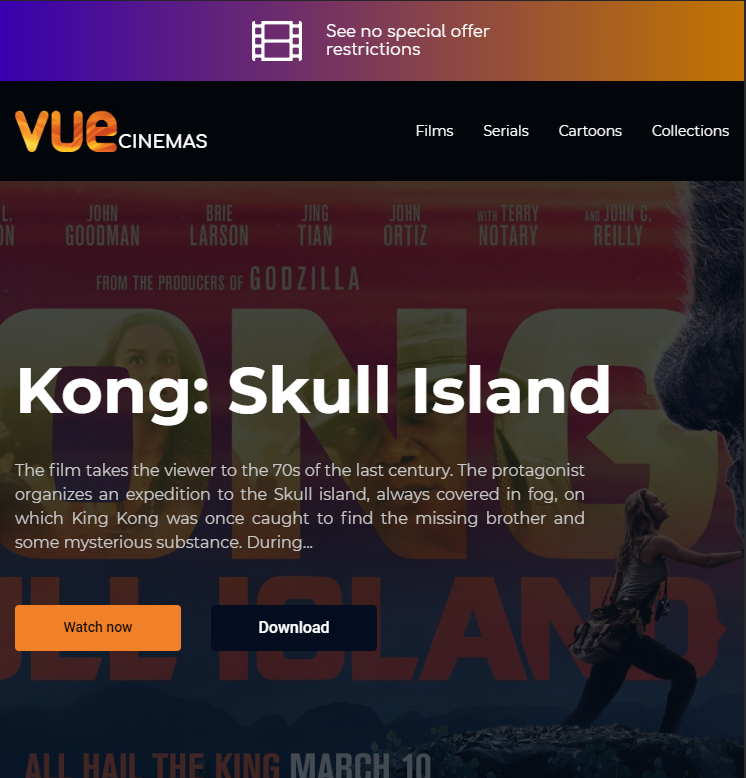 See no special offer
restrictions
vue CINEMAS
Films Serials Cartoons Collections
L. JOHN BRIE JING JOHN WITH TERRY AND JOHN C.
GOODMAN LARSON TIAN ORTIZ NOTARY REILLY
FROM THE PRODUCERS OF GODZILLA
ONG
Kong: Skull Island
The film takes the viewer to the 70s of the last century. The protagonist
organizes an expedition to the Skull island, always covered in fog, on
which King Kong was once caught to find the missing brother and
some mysterious substance. During...
Watch now Download
ULL ISLAND
ALL HAIL THE KING MARCH 10